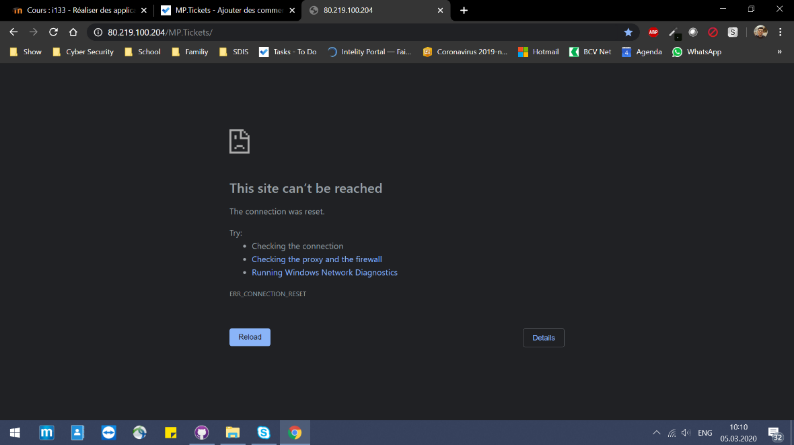 Cours : i133 - Réaliser des applica
MP.Tickets - Ajouter des commen
80.219.100.204
80.219.100.204/MP.Tickets/
ABP
S
Show
Cyber Security
School
Familiy
SDIS
Tasks - To Do
Intelity Portal — Fai...
Coronavirus 2019-n...
Hotmail
BCV Net
Agenda
WhatsApp
»
This site can't be reached
The connection was reset.
Try:
• Checking the connection
• Checking the proxy and the firewall
• Running Windows Network Diagnostics
ERR_CONNECTION_RESET
Reload
Details
m
ENG
10:10
05.03.2020
32